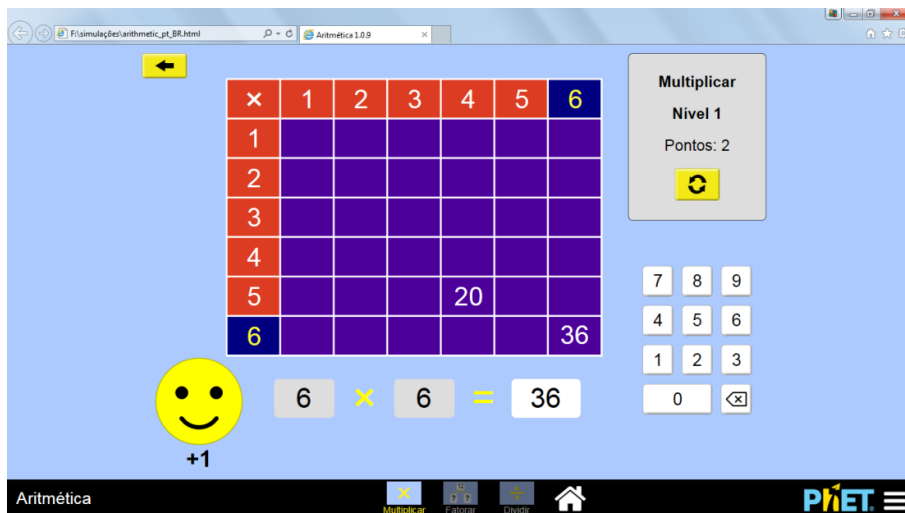 F:\simulações\arithmetic_pt_BR.html
Aritmética 1.0.9
× 1 2 3 4 5 6
1
2
3
4
5 20
6 36
Multiplicar
Nível 1
Pontos: 2
7 8 9
4 5 6
1 2 3
0
6 × 6 = 36
+1
Aritmética
Multiplicar
Fatorar
Dividir
PhET